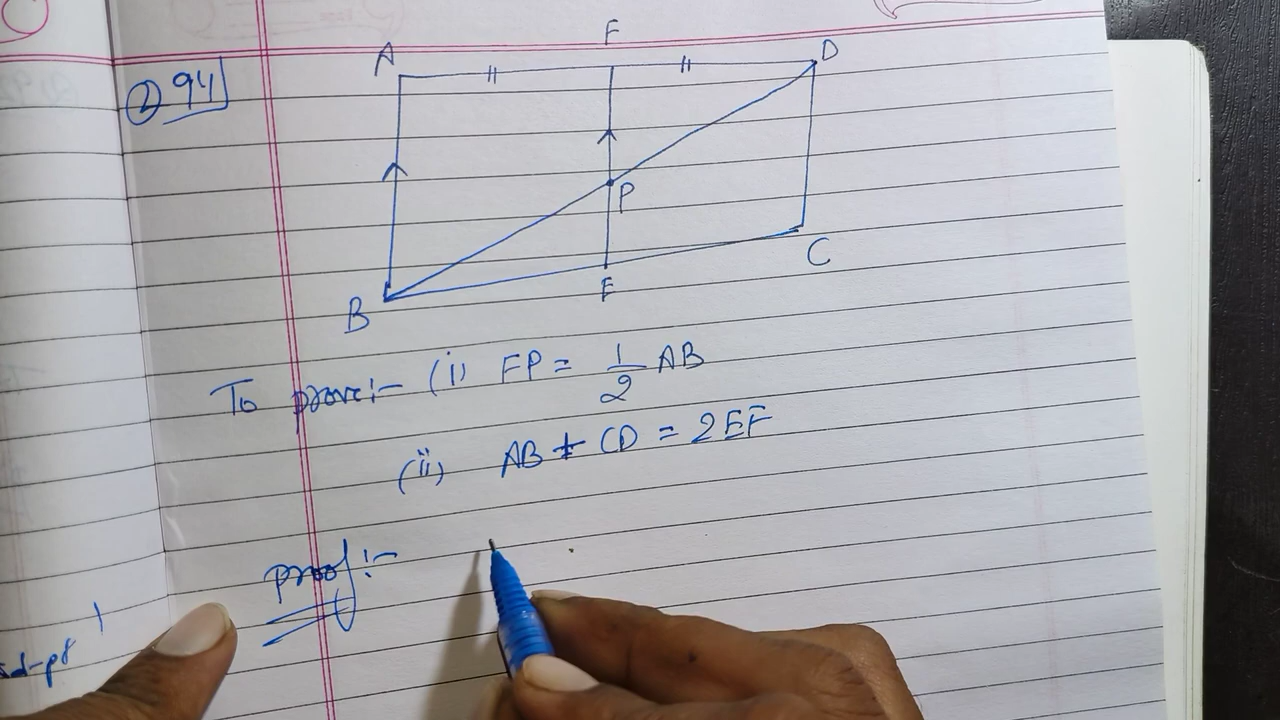 ② 94
F
A D
P
C
B E
To prove:- (i) FP = 1/2 AB
(ii) AB + CD = 2EF
Proof:-